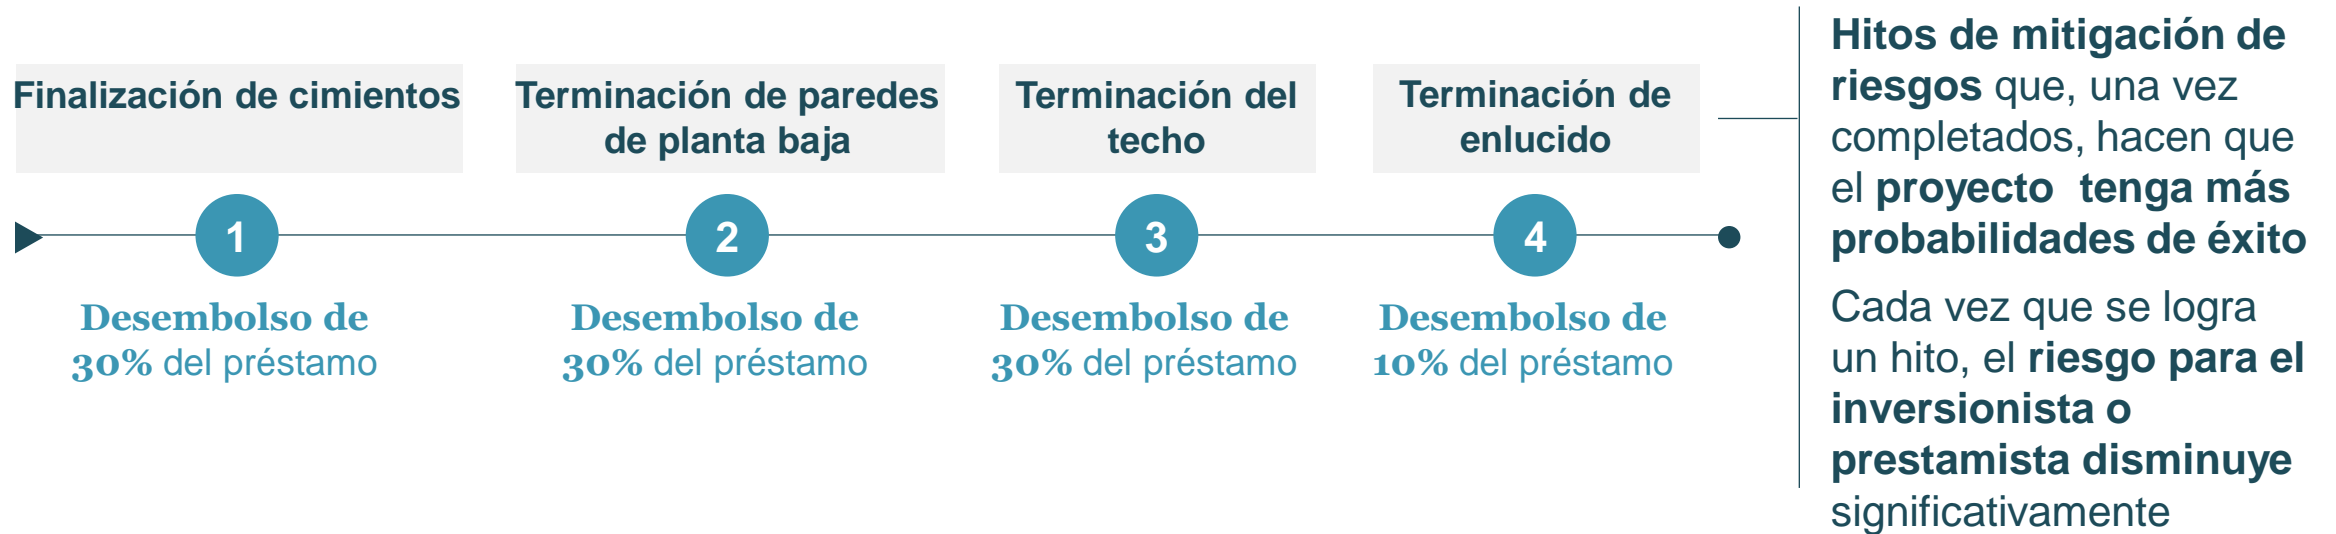 Finalización de cimientos
Terminación de paredes
de planta baja
Terminación del
techo
Terminación de
enlucido
1
2
3
4
Desembolso de
30% del préstamo
Desembolso de
30% del préstamo
Desembolso de
30% del préstamo
Desembolso de
10% del préstamo
Hitos de mitigación de
riesgos que, una vez
completados, hacen que
el proyecto  tenga más
probabilidades de éxito
Cada vez que se logra
un hito, el riesgo para el
inversionista o
prestamista disminuye
significativamente